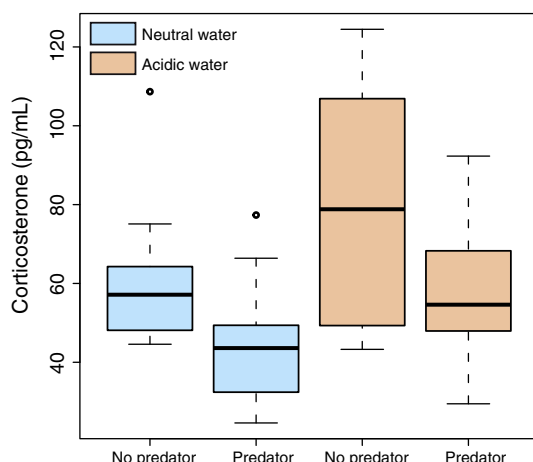 Neutral water
Acidic water
Corticosterone (pg/mL)
120
100
80
60
40
No predator Predator No predator Predator